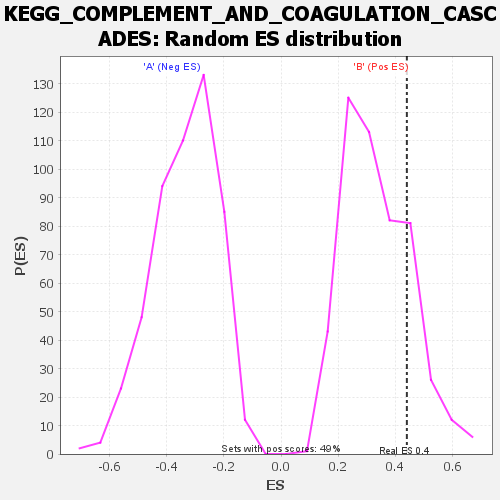 KEGG_COMPLEMENT_AND_COAGULATION_CASC
ADES: Random ES distribution
'A' (Neg ES)
'B' (Pos ES)
130
120
110
100
90
80
70
60
50
40
30
20
10
0
P(ES)
Sets with pos scores: 49%
Real ES 0.4
-0.6
-0.4
-0.2
0.0
0.2
0.4
0.6
ES